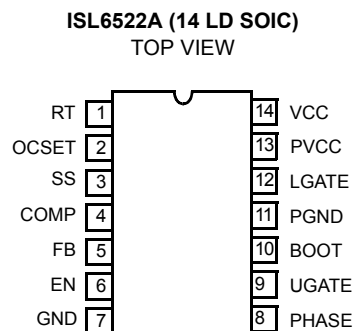 ISL6522A (14 LD SOIC)
TOP VIEW
RT 1 14 VCC
OCSET 2 13 PVCC
SS 3 12 LGATE
COMP 4 11 PGND
FB 5 10 BOOT
EN 6 9 UGATE
GND 7 8 PHASE